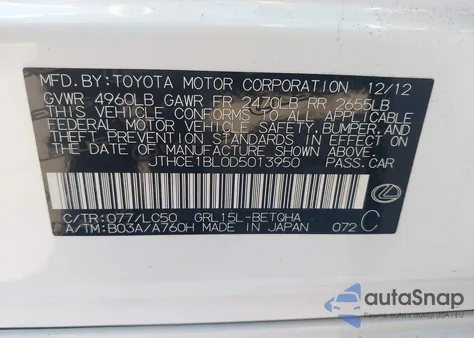 MFD.BY:TOYOTA MOTOR CORPORATION 12/12
GVWR 4960LB GAWR FR 2470LB RR 2655LB
THIS VEHICLE CONFORMS TO ALL APPLICABLE
FEDERAL MOTOR VEHICLE SAFETY,BUMPER,AND
THEFT PREVENTION STANDARDS IN EFFECT ON
THE DATE OF MANUFACTURE SHOWN ABOVE.
JTHCE1BL0D5013950 PASS.CAR
C/TR:077/LC50 GRL15L-BETQHA
A/TM:B03A/A760H MADE IN JAPAN 072 C
autoSnap